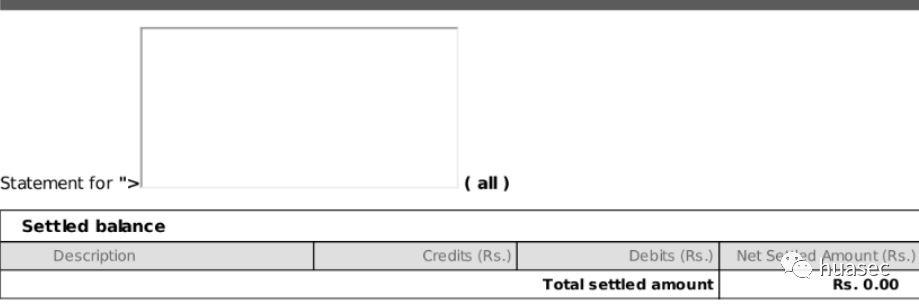 Statement for "> ( all )
Settled balance
Description Credits (Rs.) Debits (Rs.) Net Settled Amount (Rs.)
Total settled amount Rs. 0.00
huasec